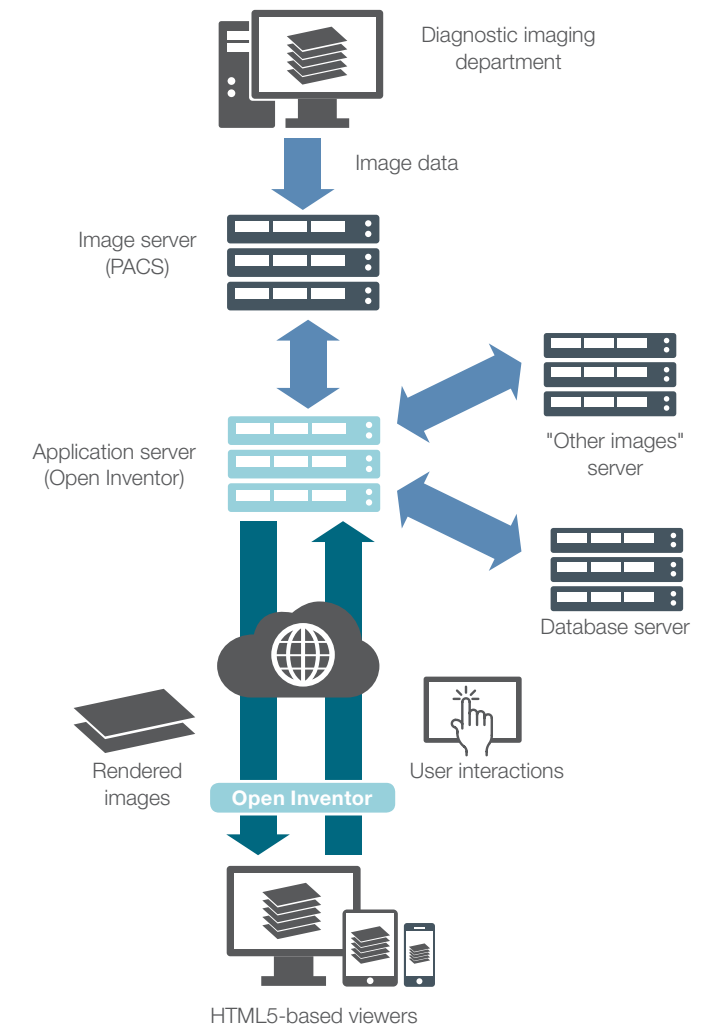 Diagnostic imaging
department
Image data
Image server
(PACS)
Application server
(Open Inventor)
"Other images"
server
Database server
Rendered
images
User interactions
Open Inventor
HTML5-based viewers